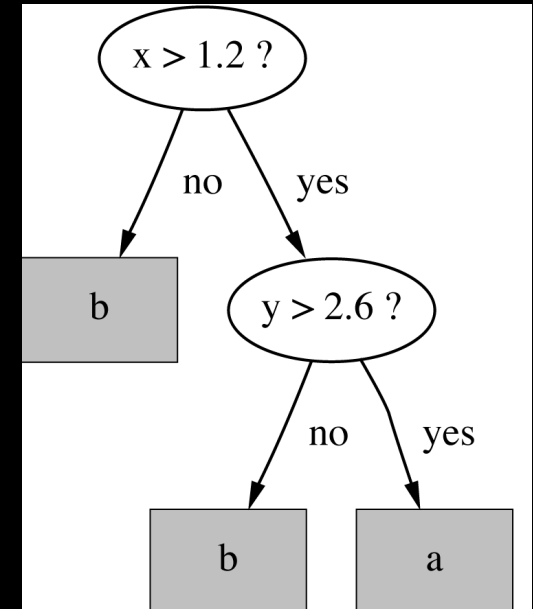 x > 1.2 ?
no
yes
b
y > 2.6 ?
no
yes
b
a